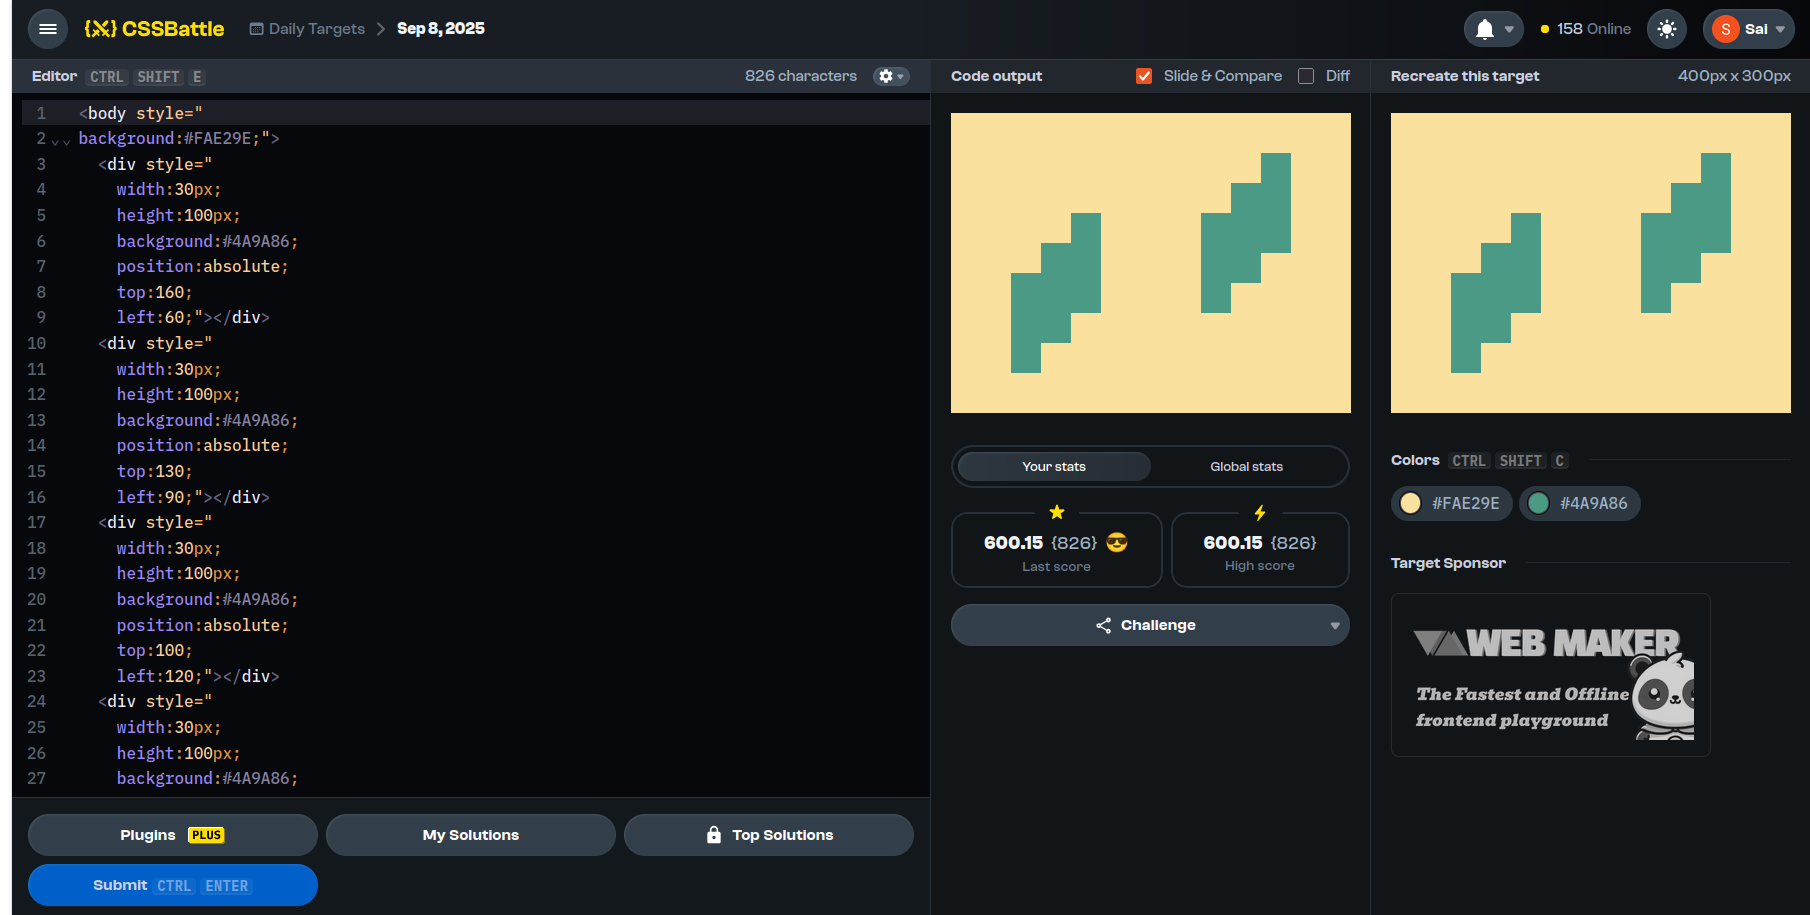 CSSBattle
Daily Targets
Sep 8, 2025
158 Online
S
Sai
Editor CTRL SHIFT E
826 characters
Code output
Slide & Compare
Diff
Recreate this target
400px x 300px
1 <body style="
2 background:#FAE29E;">
3 <div style="
4 width:30px;
5 height:100px;
6 background:#4A9A86;
7 position:absolute;
8 top:160;
9 left:60;"></div>
10 <div style="
11 width:30px;
12 height:100px;
13 background:#4A9A86;
14 position:absolute;
15 top:130;
16 left:90;"></div>
17 <div style="
18 width:30px;
19 height:100px;
20 background:#4A9A86;
21 position:absolute;
22 top:100;
23 left:120;"></div>
24 <div style="
25 width:30px;
26 height:100px;
27 background:#4A9A86;
Plugins PLUS
My Solutions
Top Solutions
Submit CTRL ENTER
Your stats
Global stats
600.15 {826} 😎
Last score
600.15 {826}
High score
Challenge
Colors CTRL SHIFT C
#FAE29E
#4A9A86
Target Sponsor
WEB MAKER
The Fastest and Offline
frontend playground